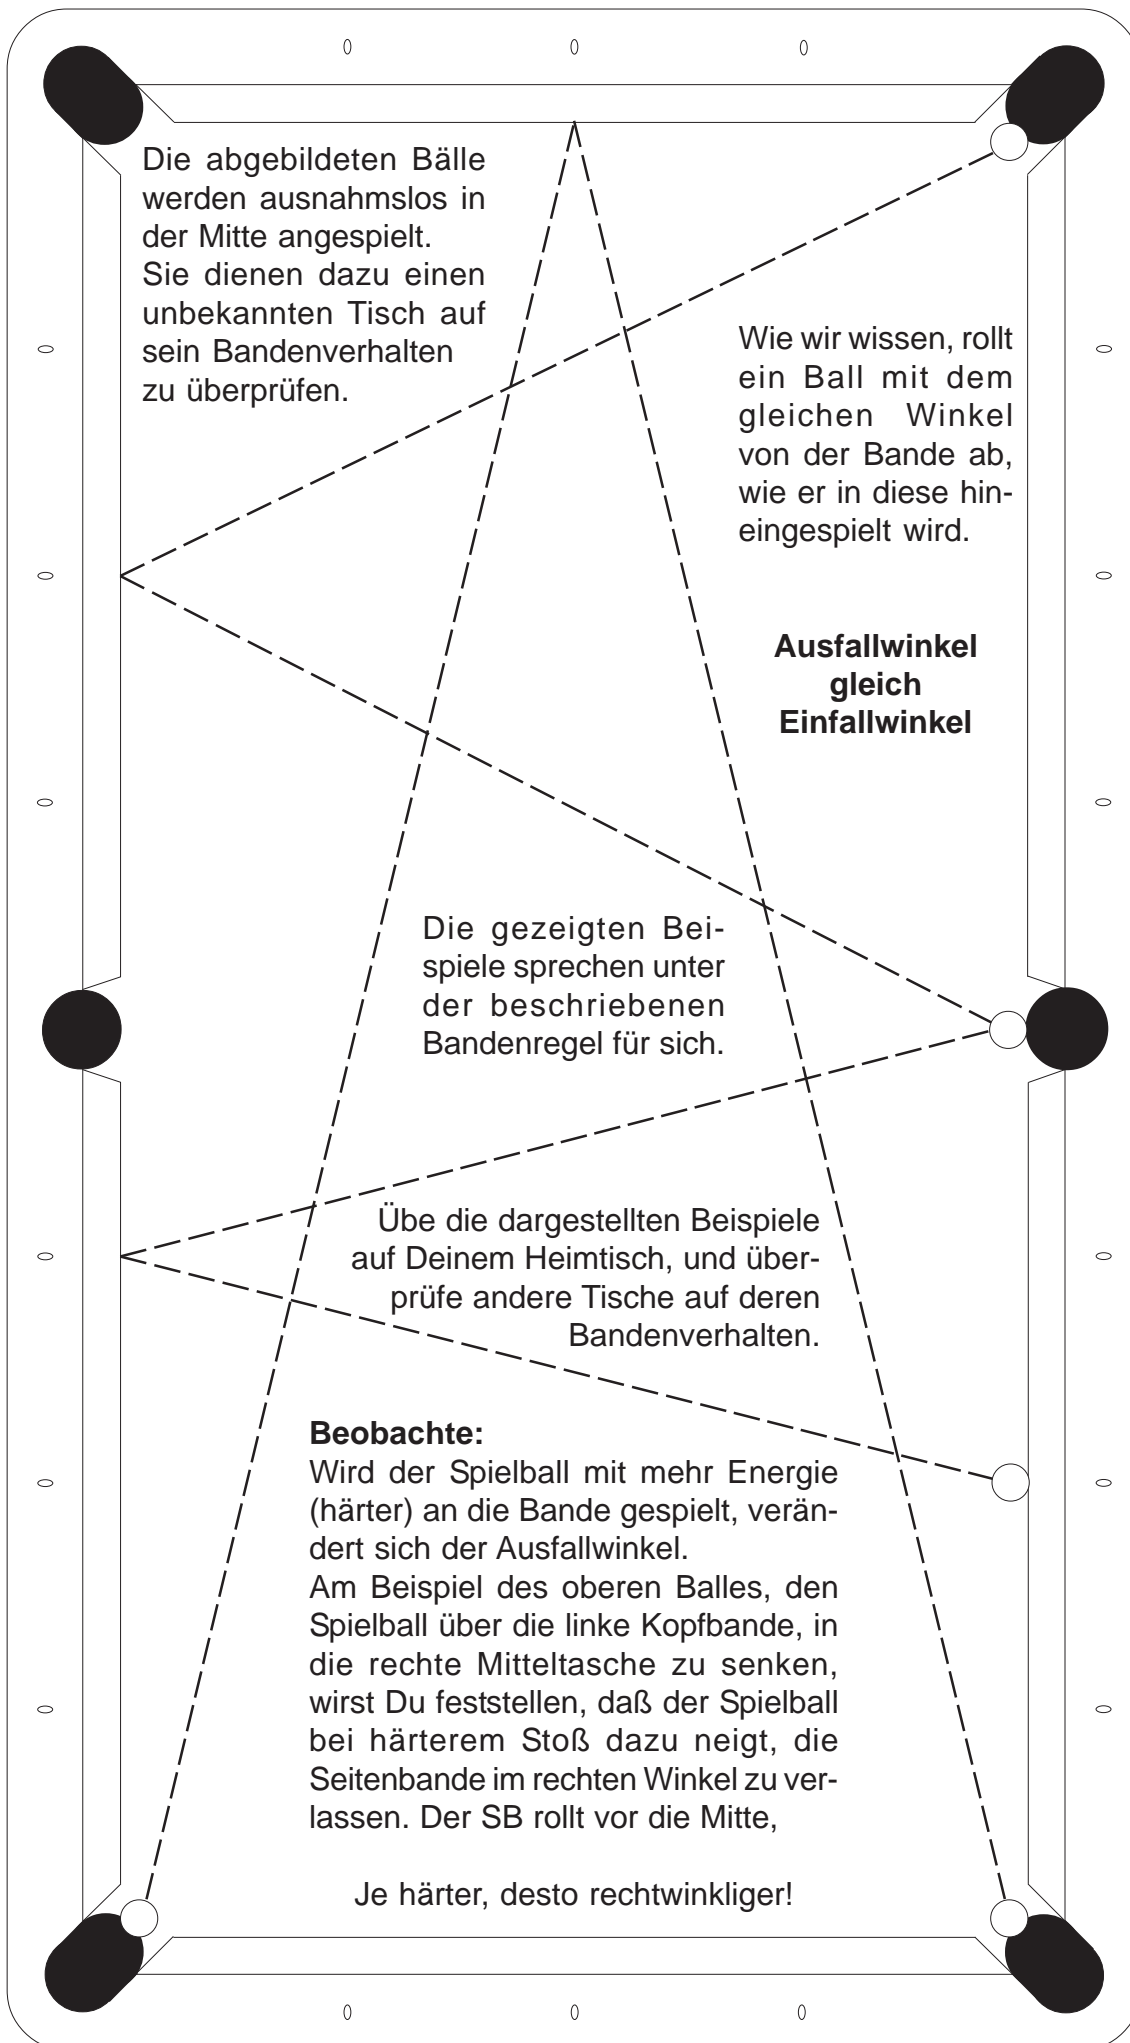 Die abgebildeten Bälle
werden ausnahmslos in
der Mitte angespielt.
Sie dienen dazu einen
unbekannten Tisch auf
sein Bandenverhalten
zu überprüfen.
Wie wir wissen, rollt
ein Ball mit dem
gleichen Winkel
von der Bande ab,
wie er in diese hin-
eingespielt wird.
Ausfallwinkel
gleich
Einfallwinkel
Die gezeigten Bei-
spiele sprechen unter
der beschriebenen
Bandenregel für sich.
Übe die dargestellten Beispiele
auf Deinem Heimtisch, und über-
prüfe andere Tische auf deren
Bandenverhalten.
Beobachte:
Wird der Spielball mit mehr Energie
(härter) an die Bande gespielt, verän-
dert sich der Ausfallwinkel.
Am Beispiel des oberen Balles, den
Spielball über die linke Kopfbande, in
die rechte Mitteltasche zu senken,
wirst Du feststellen, daß der Spielball
bei härterem Stoß dazu neigt, die
Seitenbande im rechten Winkel zu ver-
lassen. Der SB rollt vor die Mitte,
Je härter, desto rechtwinkliger!